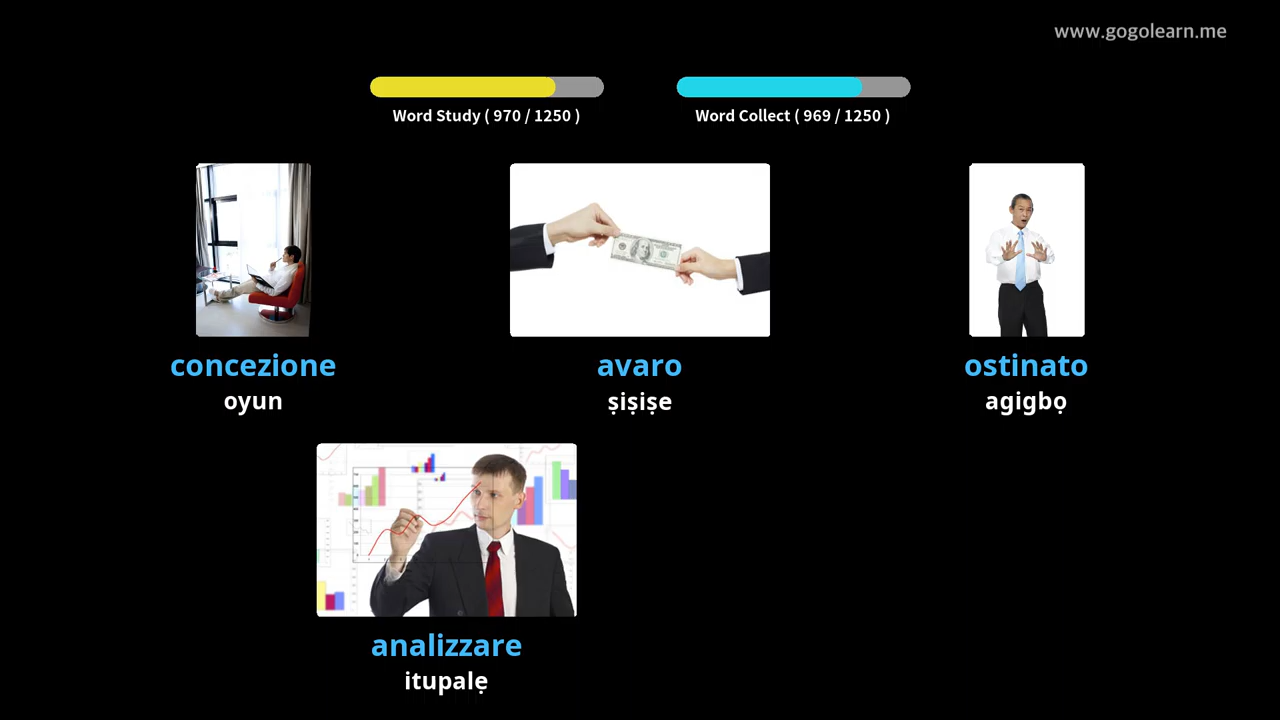 www.gogolearn.me
Word Study ( 970 / 1250 )
Word Collect ( 969 / 1250 )
concezione
oyun
avaro
ṣiṣiṣe
ostinato
agigbọ
analizzare
itupalẹ